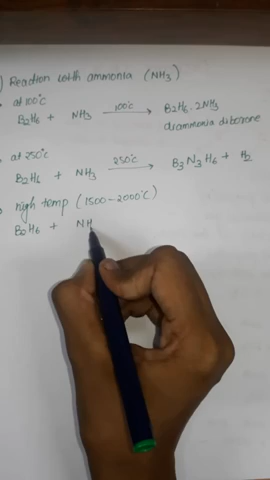 ) Reaction with ammonia (NH3)
at 100°C
B2H6 + NH3 100°C → B2H6 . 2NH3
diammonia diborone
at 250°C
B2H6 + NH3 250°C → B3N3H6 + H2
high temp (1500-2000°C)
B2H6 + NH